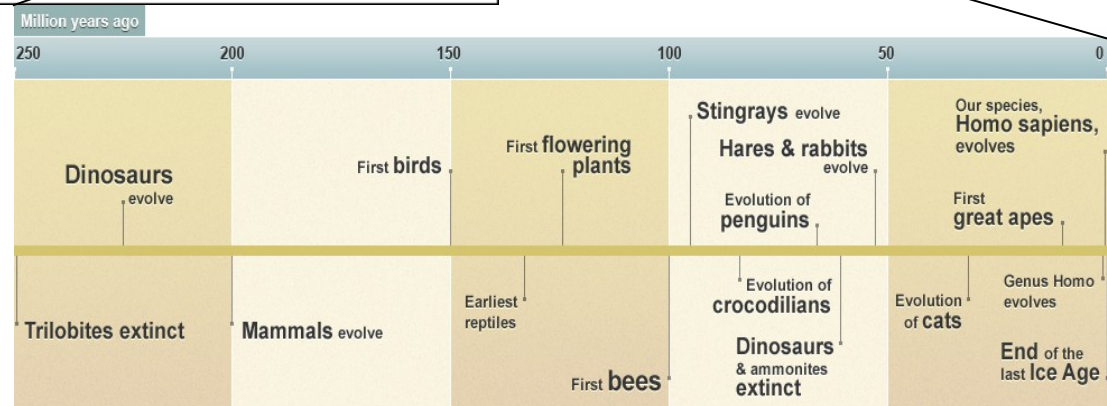 Million years ago
250 200 150 100 50 0
Dinosaurs
evolve
First birds
First flowering
plants
Stingrays evolve
Hares & rabbits
evolve
Evolution of
penguins
Our species,
Homo sapiens,
evolves
First
great apes
Trilobites extinct
Mammals evolve
Earliest
reptiles
First bees
Evolution of
crocodilians
Dinosaurs
& ammonites
extinct
Evolution
of cats
Genus Homo
evolves
End of the
last Ice Age